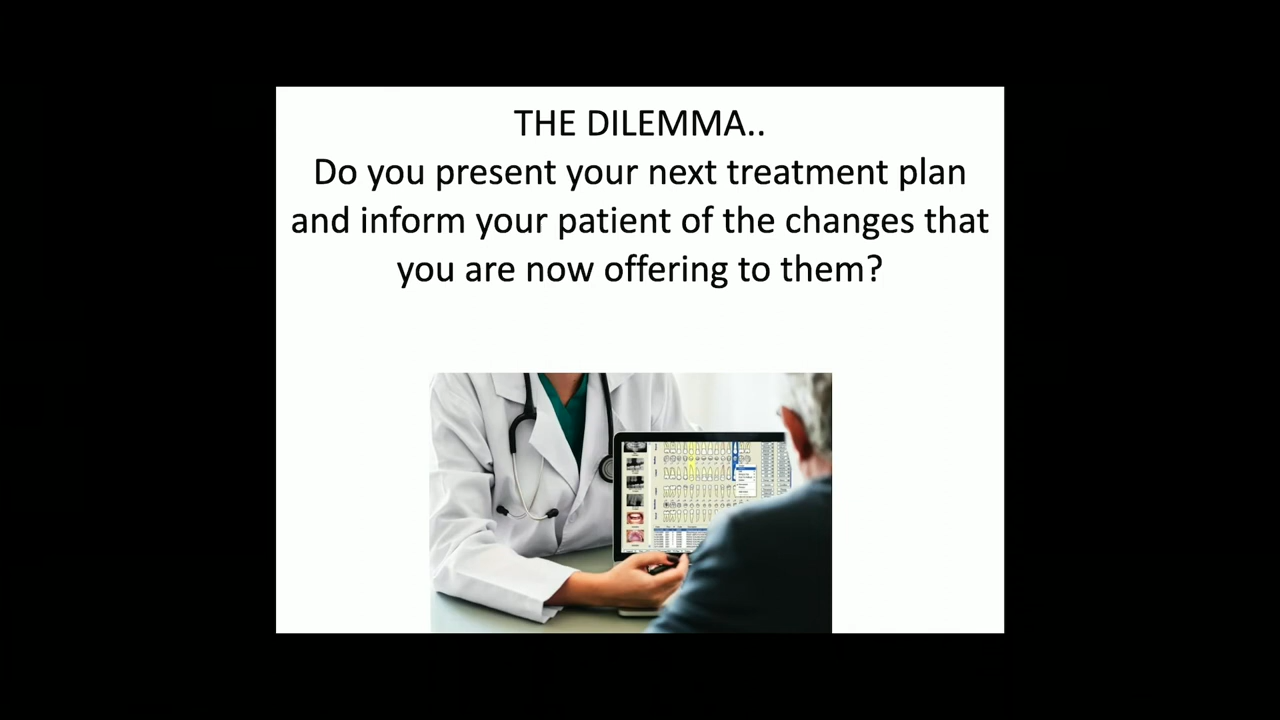 THE DILEMMA..
Do you present your next treatment plan
and inform your patient of the changes that
you are now offering to them?